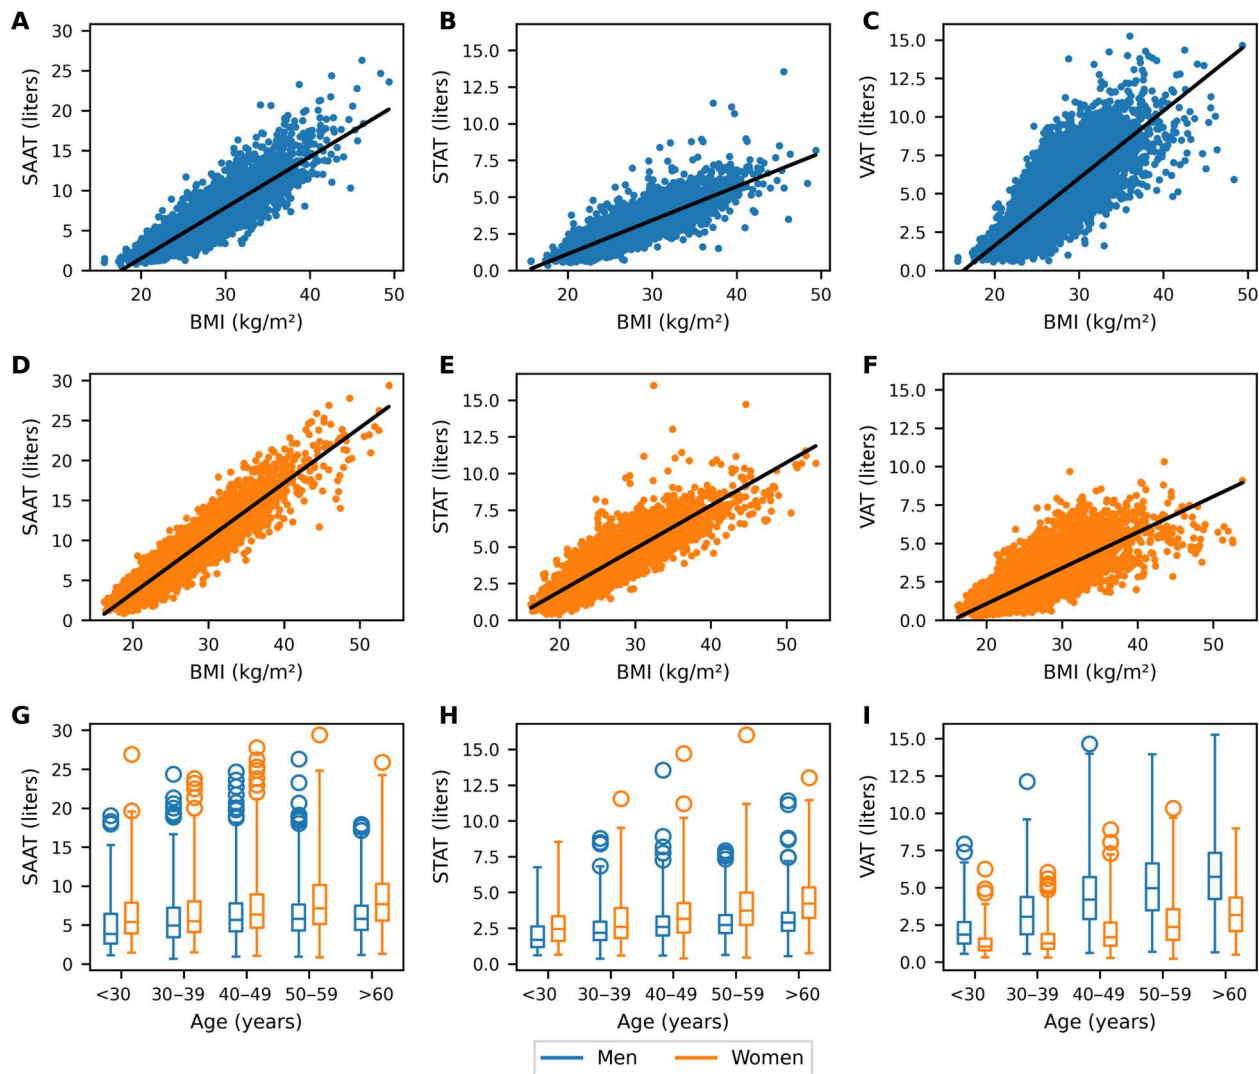 A
B
C
30
25
20
15
10
5
0
SAAT (liters)
20 30 40 50
BMI (kg/m²)
15.0
12.5
10.0
7.5
5.0
2.5
0.0
STAT (liters)
20 30 40 50
BMI (kg/m²)
15.0
12.5
10.0
7.5
5.0
2.5
0.0
VAT (liters)
20 30 40 50
BMI (kg/m²)
D
E
F
30
25
20
15
10
5
0
SAAT (liters)
20 30 40 50
BMI (kg/m²)
15.0
12.5
10.0
7.5
5.0
2.5
0.0
STAT (liters)
20 30 40 50
BMI (kg/m²)
15.0
12.5
10.0
7.5
5.0
2.5
0.0
VAT (liters)
20 30 40 50
BMI (kg/m²)
G
H
I
30
25
20
15
10
5
0
SAAT (liters)
<30 30–39 40–49 50–59 >60
Age (years)
15.0
12.5
10.0
7.5
5.0
2.5
0.0
STAT (liters)
<30 30–39 40–49 50–59 >60
Age (years)
15.0
12.5
10.0
7.5
5.0
2.5
0.0
VAT (liters)
<30 30–39 40–49 50–59 >60
Age (years)
Men Women